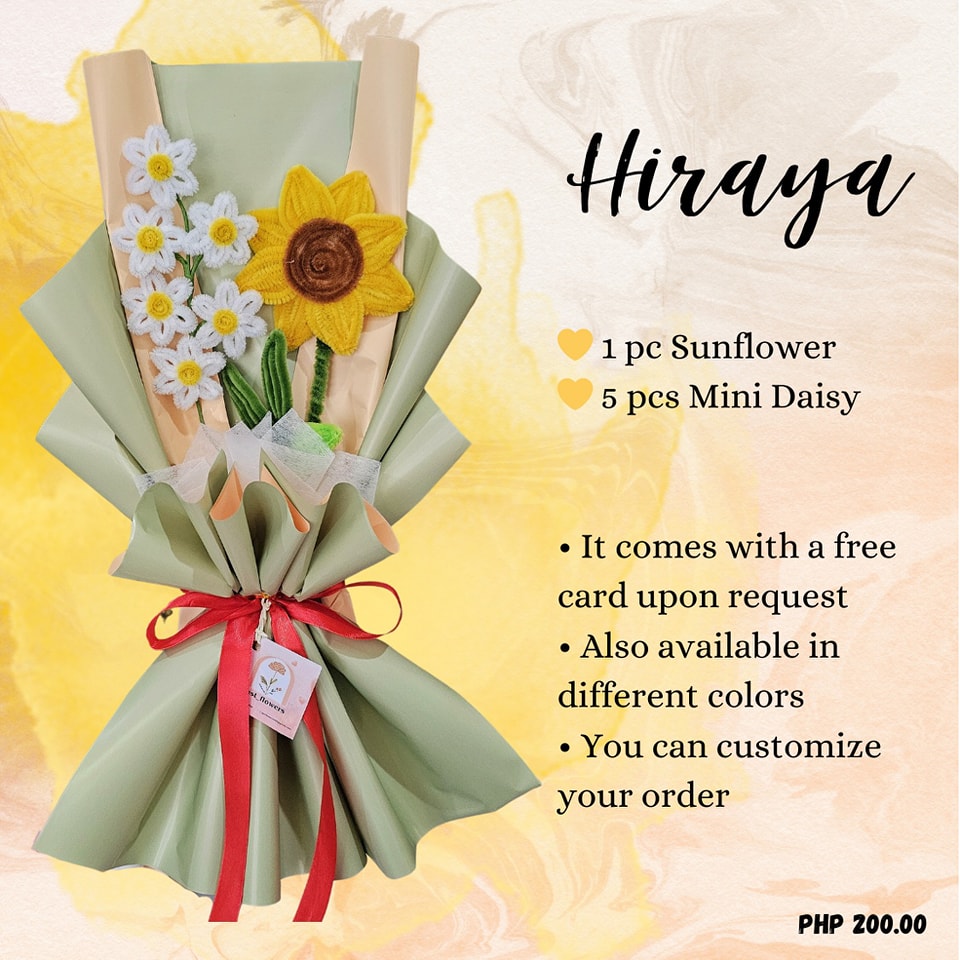 Hiraya
1 pc Sunflower
5 pcs Mini Daisy
• It comes with a free
card upon request
• Also available in
different colors
• You can customize
your order
PHP 200.00